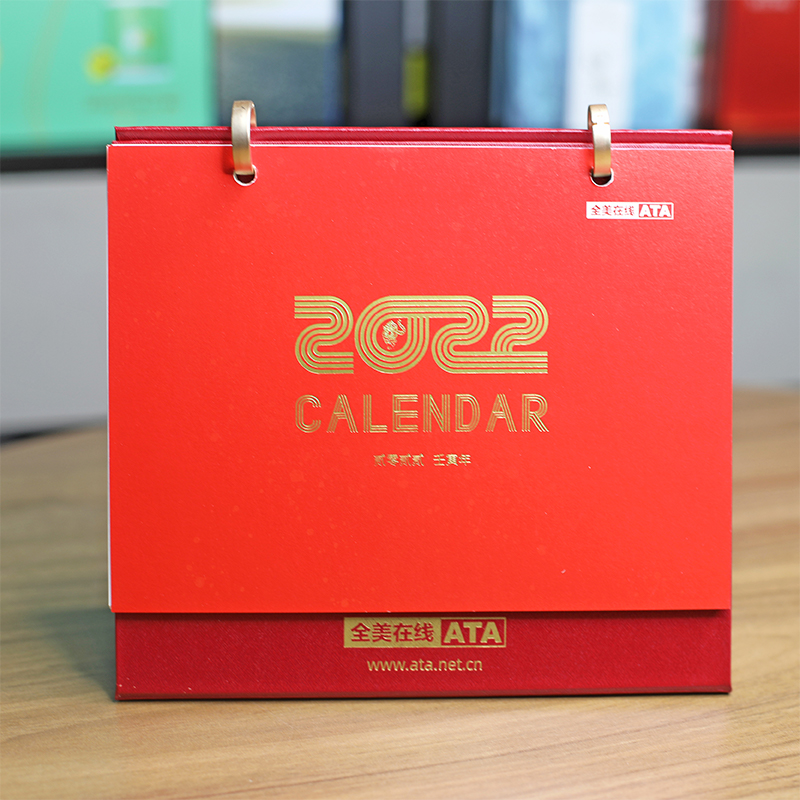 全美在线 ATA
2022
CALENDAR
贰零贰贰 壬寅年
全美在线 ATA
www.ata.net.cn